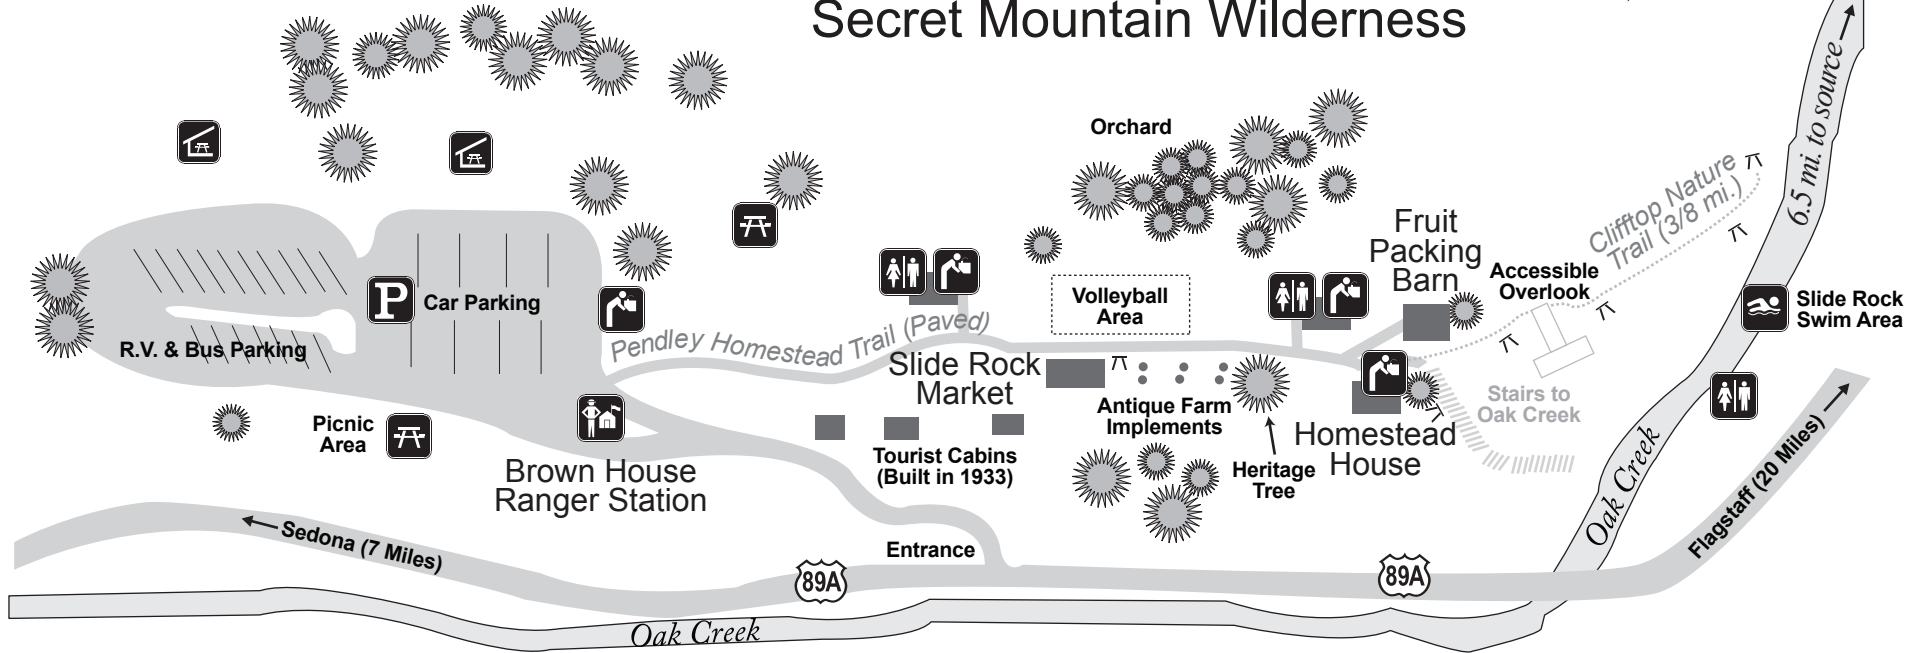 Secret Mountain Wilderness
6.5 mi. to source
Orchard
Clifftop Nature
Trail (3/8 mi.)
Fruit
Packing
Barn
Accessible
Overlook
P
Car Parking
R.V. & Bus Parking
Volleyball
Area
Slide Rock
Swim Area
Pendley Homestead Trail (Paved)
Slide Rock
Market
Antique Farm
Implements
Stairs to
Oak Creek
Picnic
Area
Homestead
House
Heritage
Tree
Tourist Cabins
(Built in 1933)
Brown House
Ranger Station
Oak Creek
Flagstaff (20 Miles)
Sedona (7 Miles)
Entrance
89A
89A
Oak Creek